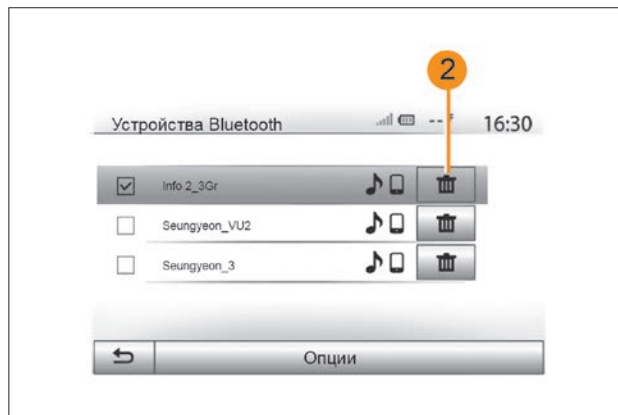 2
Устройства Bluetooth -- 16:30
Info 2_3Gr
Seungyeon_VU2
Seungyeon_3
Опции